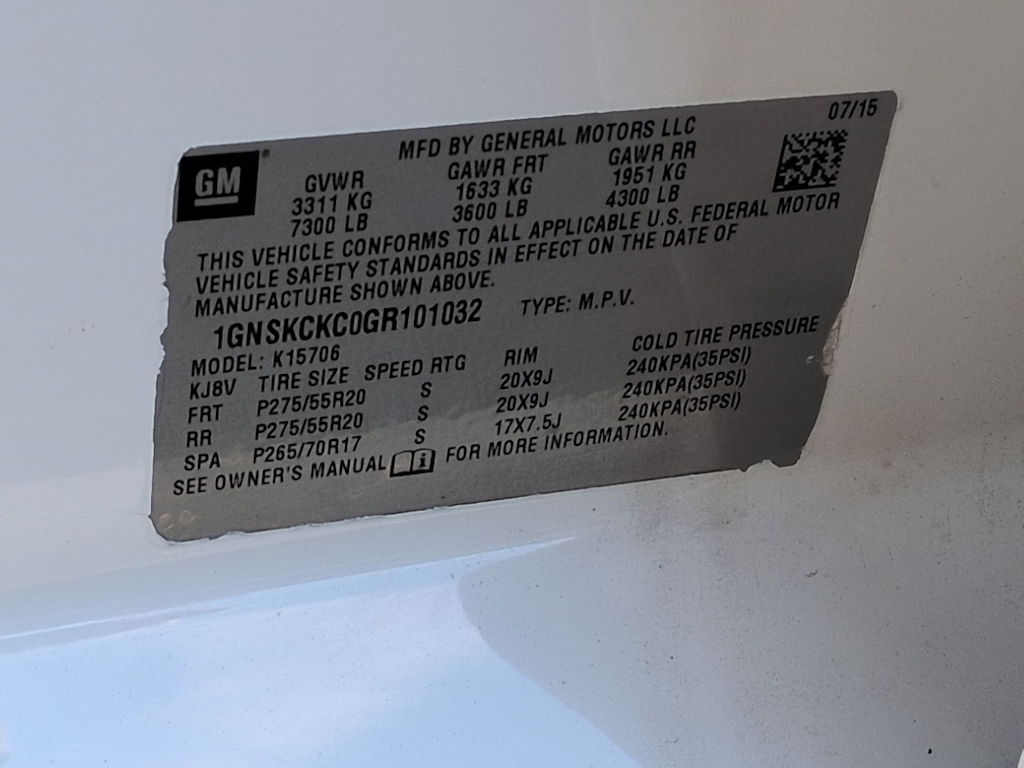 07/15
GM
MFD BY GENERAL MOTORS LLC
GVWR GAWR FRT GAWR RR
3311 KG 1633 KG 1951 KG
7300 LB 3600 LB 4300 LB
THIS VEHICLE CONFORMS TO ALL APPLICABLE U.S. FEDERAL MOTOR
VEHICLE SAFETY STANDARDS IN EFFECT ON THE DATE OF
MANUFACTURE SHOWN ABOVE.
1GNSKCKC0GR101032 TYPE: M.P.V.
MODEL: K15706
KJ8V TIRE SIZE SPEED RTG RIM COLD TIRE PRESSURE
FRT P275/55R20 S 20X9J 240KPA(35PSI)
RR P275/55R20 S 20X9J 240KPA(35PSI)
SPA P265/70R17 S 17X7.5J 240KPA(35PSI)
SEE OWNER'S MANUAL i FOR MORE INFORMATION.